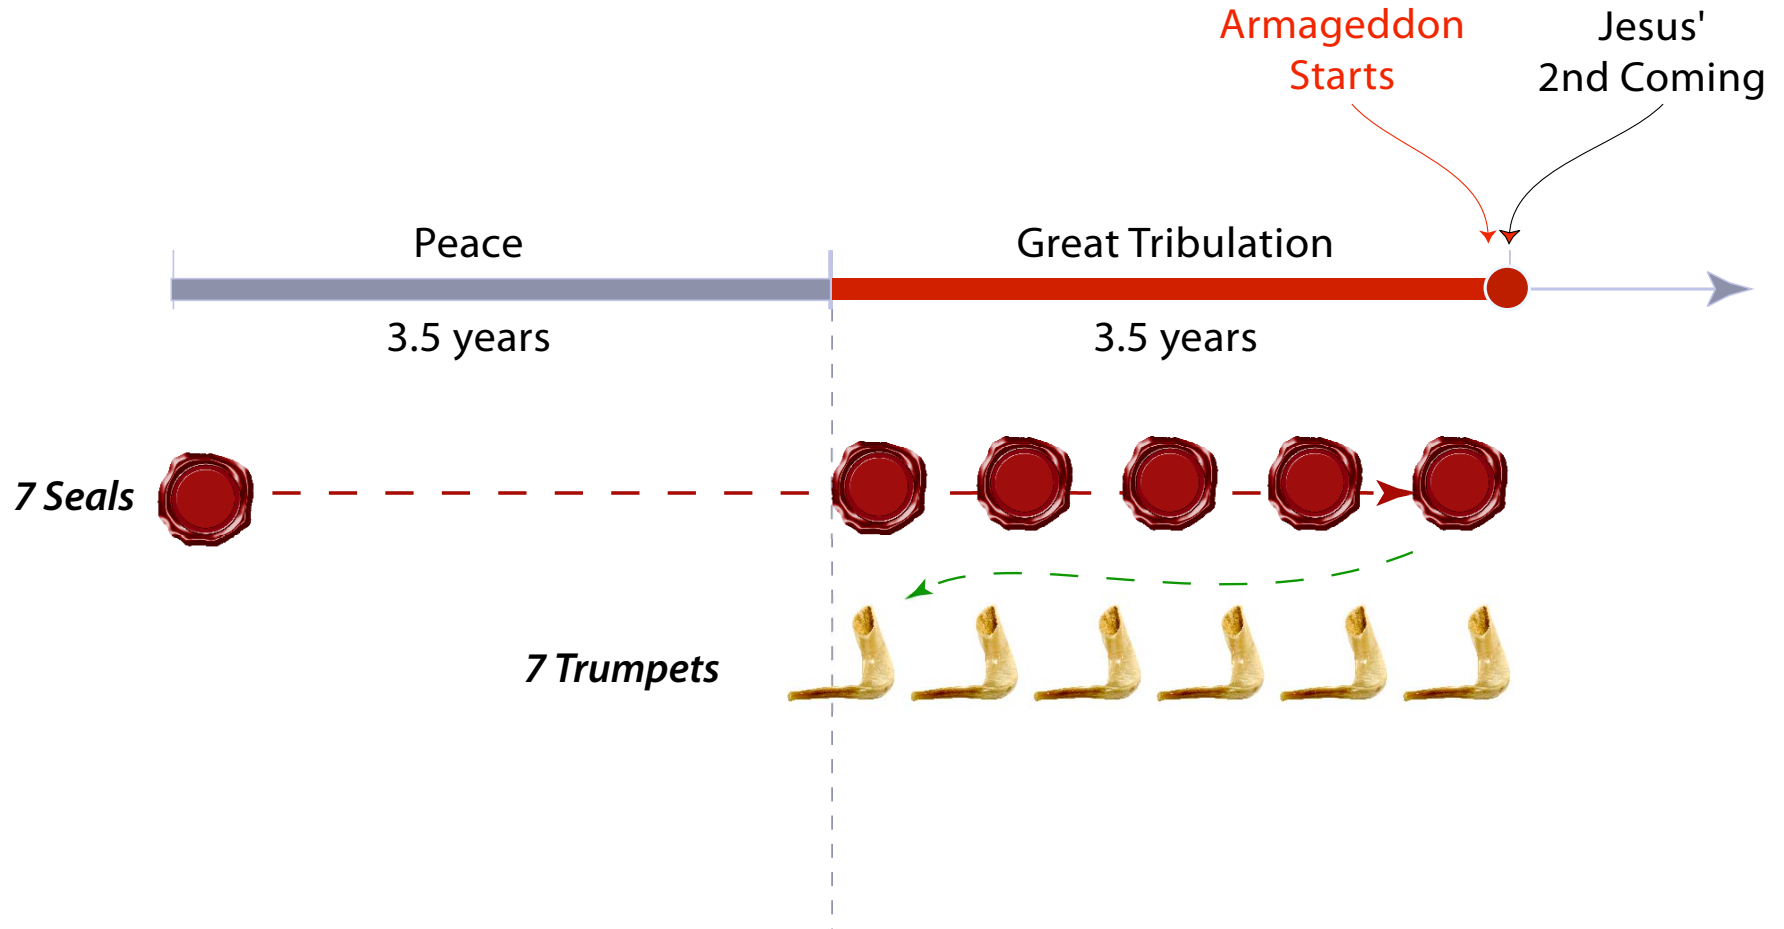 Armageddon
Starts
Jesus'
2nd Coming
Peace
Great Tribulation
3.5 years
3.5 years
7 Seals
7 Trumpets